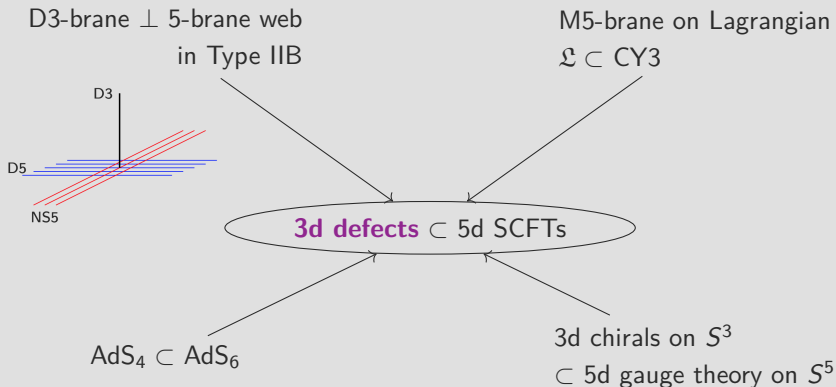 D3-brane ⊥ 5-brane web
in Type IIB
M5-brane on Lagrangian
𝔏 ⊂ CY3
D3
D5
NS5
3d defects ⊂ 5d SCFTs
AdS₄ ⊂ AdS₆
3d chirals on S³
⊂ 5d gauge theory on S⁵